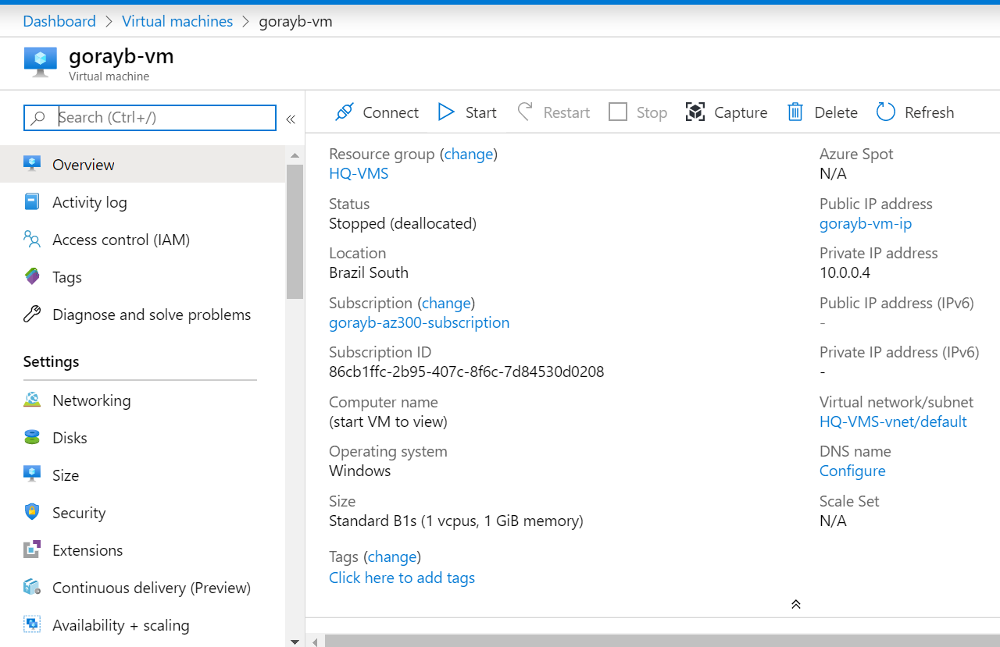 Dashboard > Virtual machines > gorayb-vm
gorayb-vm
Virtual machine
Search (Ctrl+/)
«
Overview
Activity log
Access control (IAM)
Tags
Diagnose and solve problems
Settings
Networking
Disks
Size
Security
Extensions
Continuous delivery (Preview)
Availability + scaling
Connect Start Restart Stop Capture Delete Refresh
Resource group (change)
HQ-VMS
Status
Stopped (deallocated)
Location
Brazil South
Subscription (change)
gorayb-az300-subscription
Subscription ID
86cb1ffc-2b95-407c-8f6c-7d84530d0208
Computer name
(start VM to view)
Operating system
Windows
Size
Standard B1s (1 vcpus, 1 GiB memory)
Tags (change)
Click here to add tags
Azure Spot
N/A
Public IP address
gorayb-vm-ip
Private IP address
10.0.0.4
Public IP address (IPv6)
-
Private IP address (IPv6)
-
Virtual network/subnet
HQ-VMS-vnet/default
DNS name
Configure
Scale Set
N/A